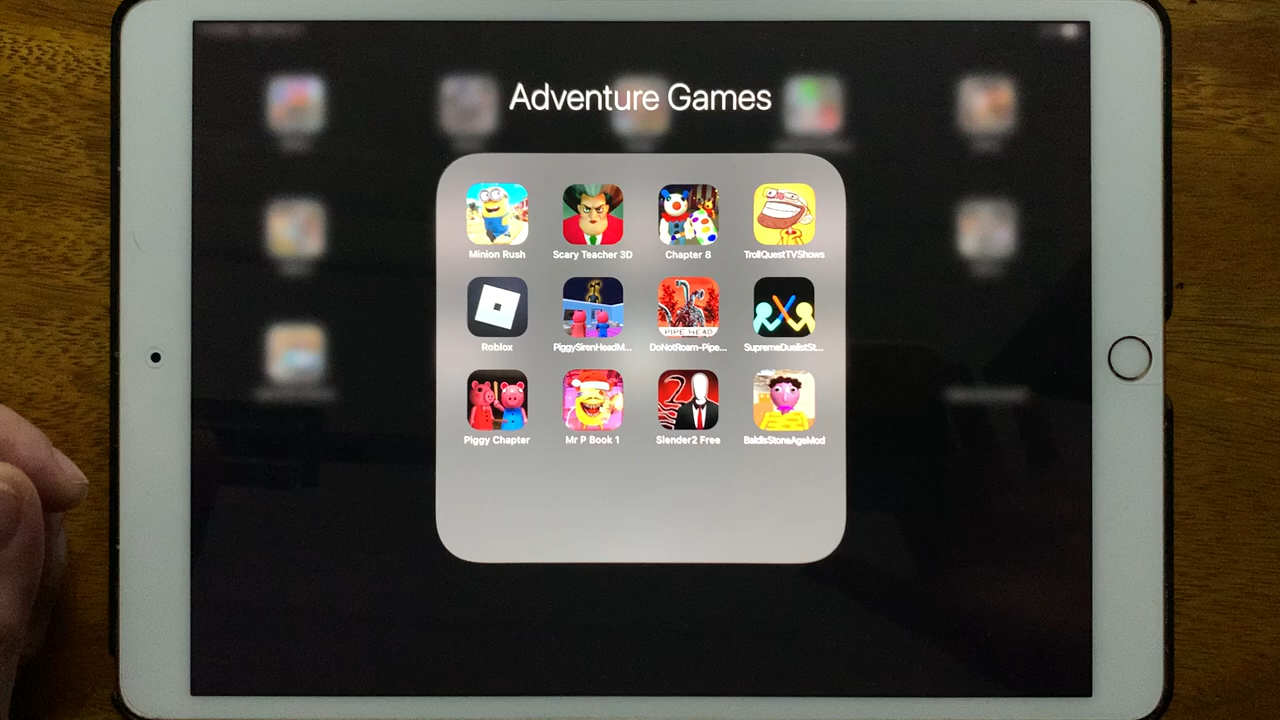 Adventure Games
Minion Rush
Scary Teacher 3D
Chapter 8
TrollQuestTVShows
Roblox
PiggySirenHeadM...
DoNotRoam-Pipe...
SupremeDuelistSt...
PIPE HEAD
Piggy Chapter
Mr P Book 1
Slender2 Free
BaldisStoneAgeMod